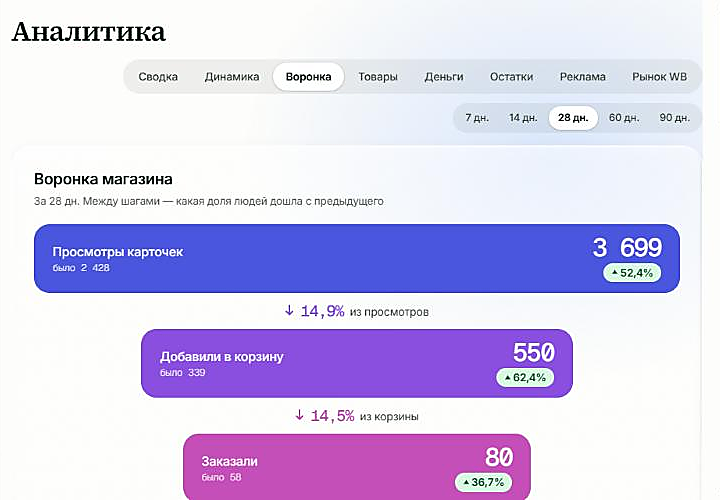 Аналитика
Сводка Динамика Воронка Товары Деньги Остатки Реклама Рынок WB
7 дн. 14 дн. 28 дн. 60 дн. 90 дн.
Воронка магазина
За 28 дн. Между шагами — какая доля людей дошла с предыдущего
Просмотры карточек 3 699
было 2 428 ▲ 52,4%
↓ 14,9% из просмотров
Добавили в корзину 550
было 339 ▲ 62,4%
↓ 14,5% из корзины
Заказали 80
было 58 ▲ 36,7%